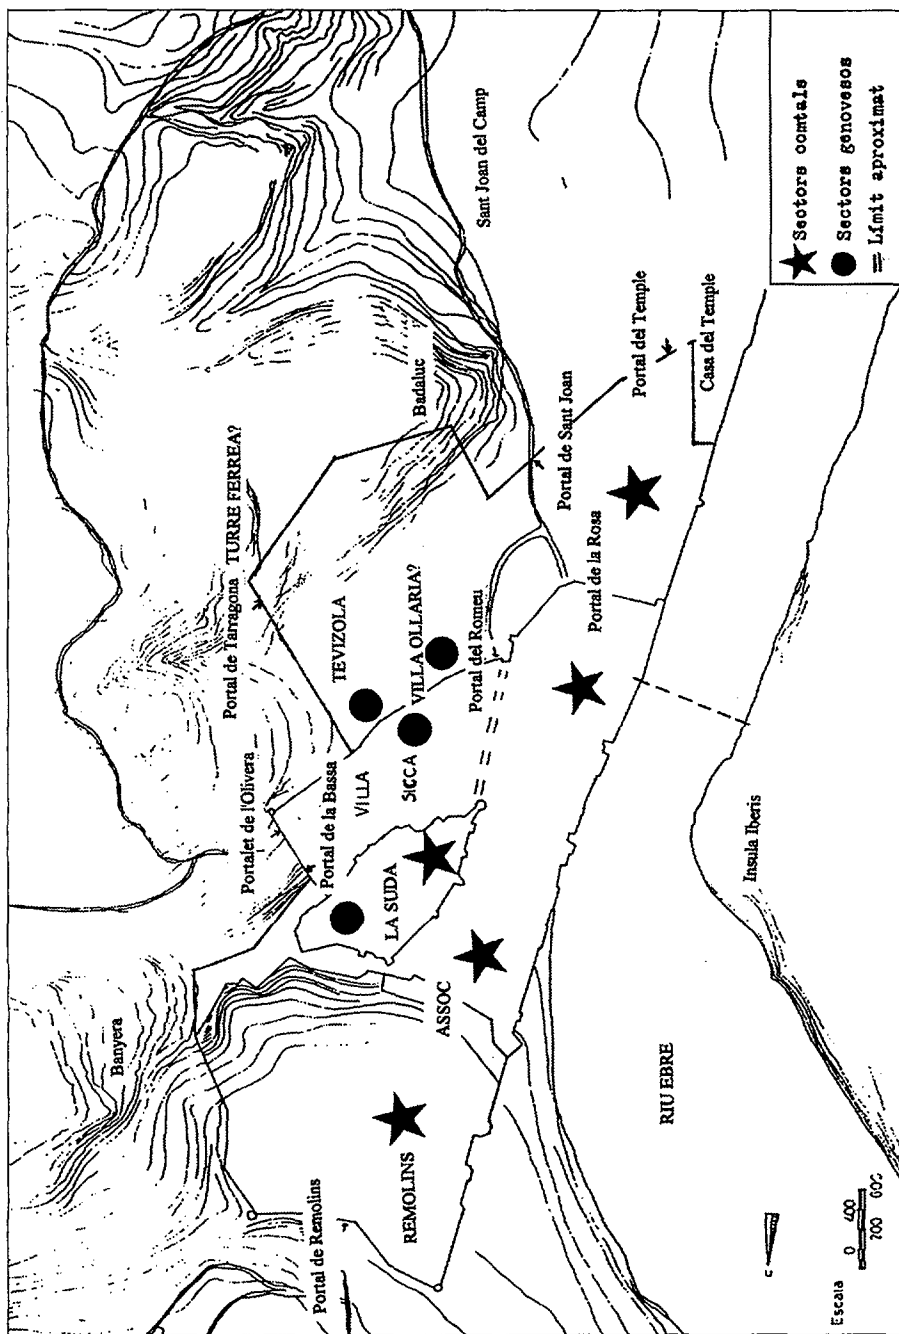 Banyera
Portal de Remolins
REMOLINS
ASSOC
LA SUDA
Portalet de l'Olivera
Portal de la Bassa
VILLA
SICCA
Portal de Tarragona
TURRE FERREA?
TEVIZOLA
VILLA OLLARIA?
Portal del Romeu
Badaluc
Sant Joan del Camp
Portal de Sant Joan
Portal de la Rosa
Portal del Temple
Casa del Temple
Insula Iberis
RIU EBRE
Escala
0 400
200 600
Sectors comtals
Sectors genovesos
Límit aproximat